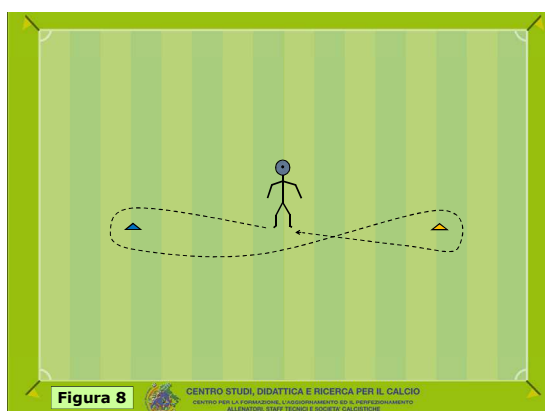 Figura 8
CENTRO STUDI, DIDATTICA E RICERCA PER IL CALCIO
CENTRO PER LA FORMAZIONE, L'AGGIORNAMENTO ED IL PERFEZIONAMENTO
ALLENATORI, STAFF TECNICI E SOCIETA' CALCISTICHE